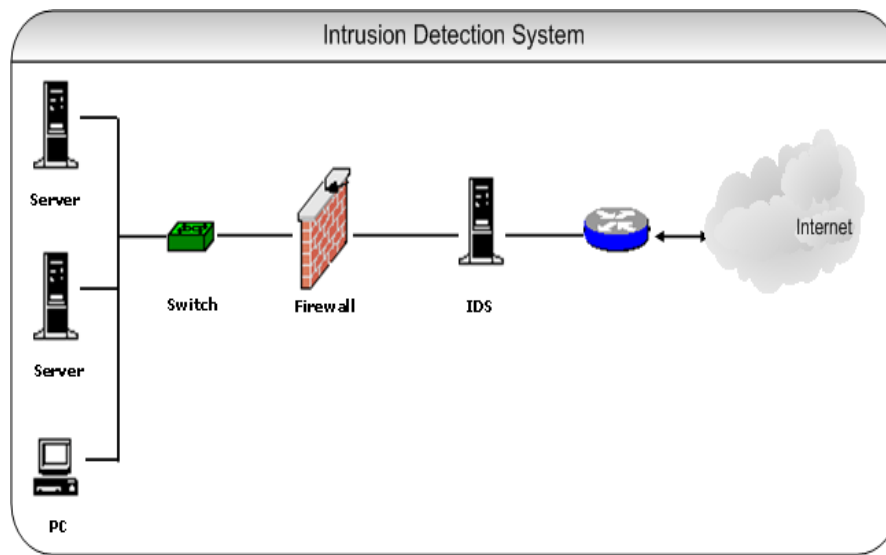 Intrusion Detection System
Server
Internet
Switch
Firewall
IDS
Server
PC